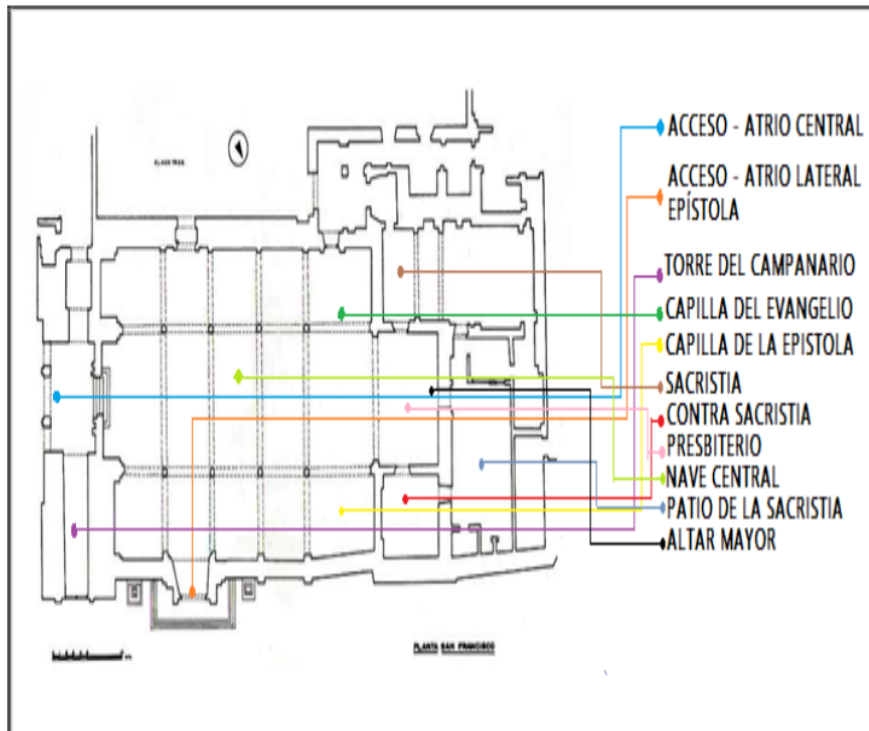 ACCESO - ATRIO CENTRAL
ACCESO - ATRIO LATERAL
EPÍSTOLA
TORRE DEL CAMPANARIO
CAPILLA DEL EVANGELIO
CAPILLA DE LA EPISTOLA
SACRISTIA
CONTRA SACRISTIA
PRESBITERIO
NAVE CENTRAL
PATIO DE LA SACRISTIA
ALTAR MAYOR
PLANTA SAN FRANCISCO